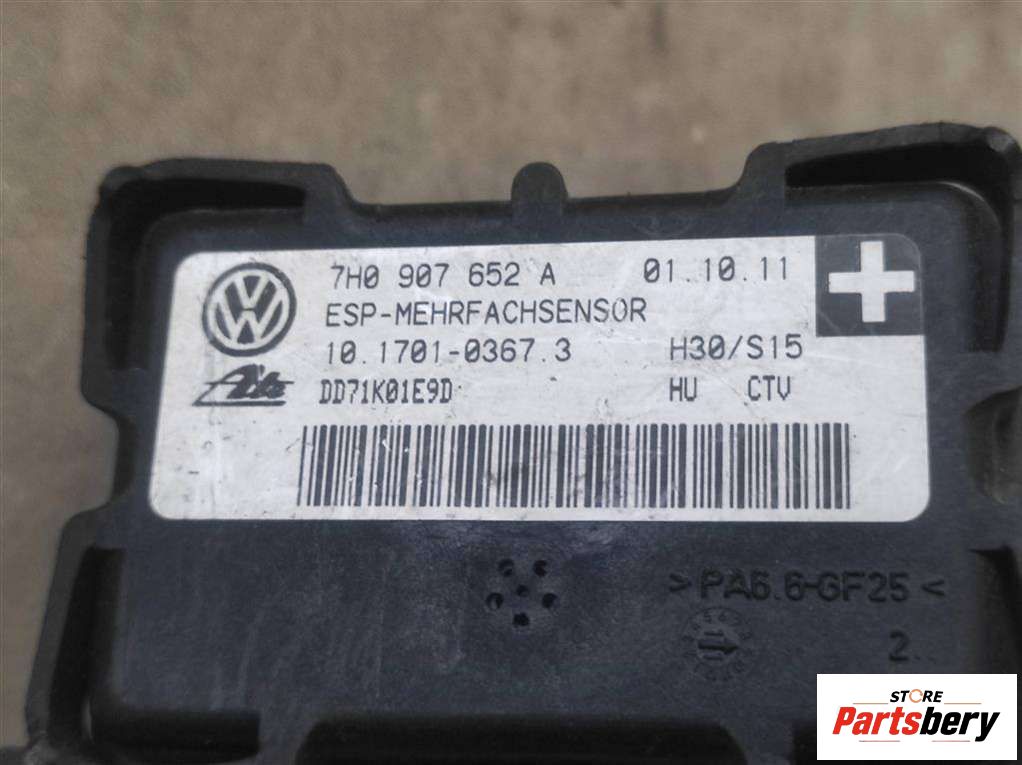 7H0 907 652 A 01.10.11
ESP-MEHRFACHSENSOR
10.1701-0367.3 H30/S15
Ate DD71K01E9D HU CTV
>PA6.6-GF25<
2.
STORE
Partsbery